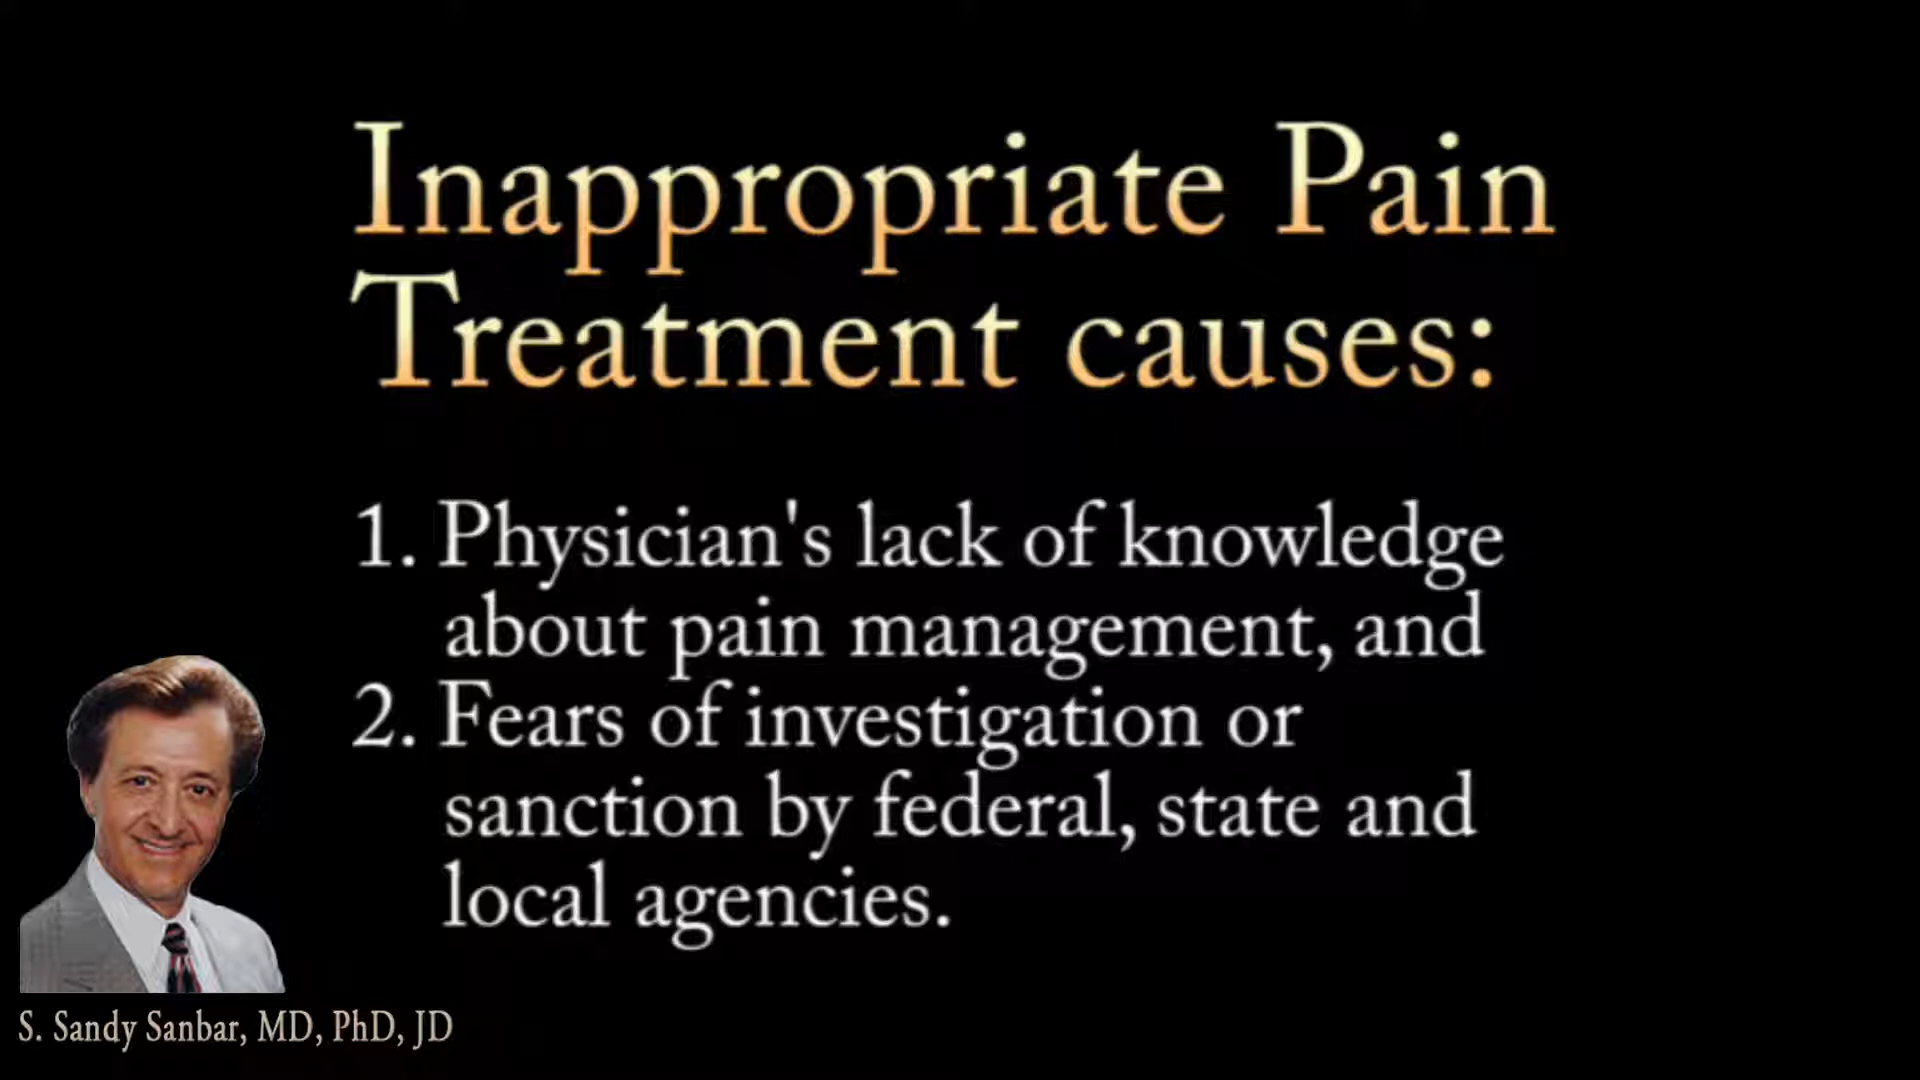 Inappropriate Pain
Treatment causes:
1. Physician's lack of knowledge
about pain management, and
2. Fears of investigation or
sanction by federal, state and
local agencies.
S. Sandy Sanbar, MD, PhD, JD